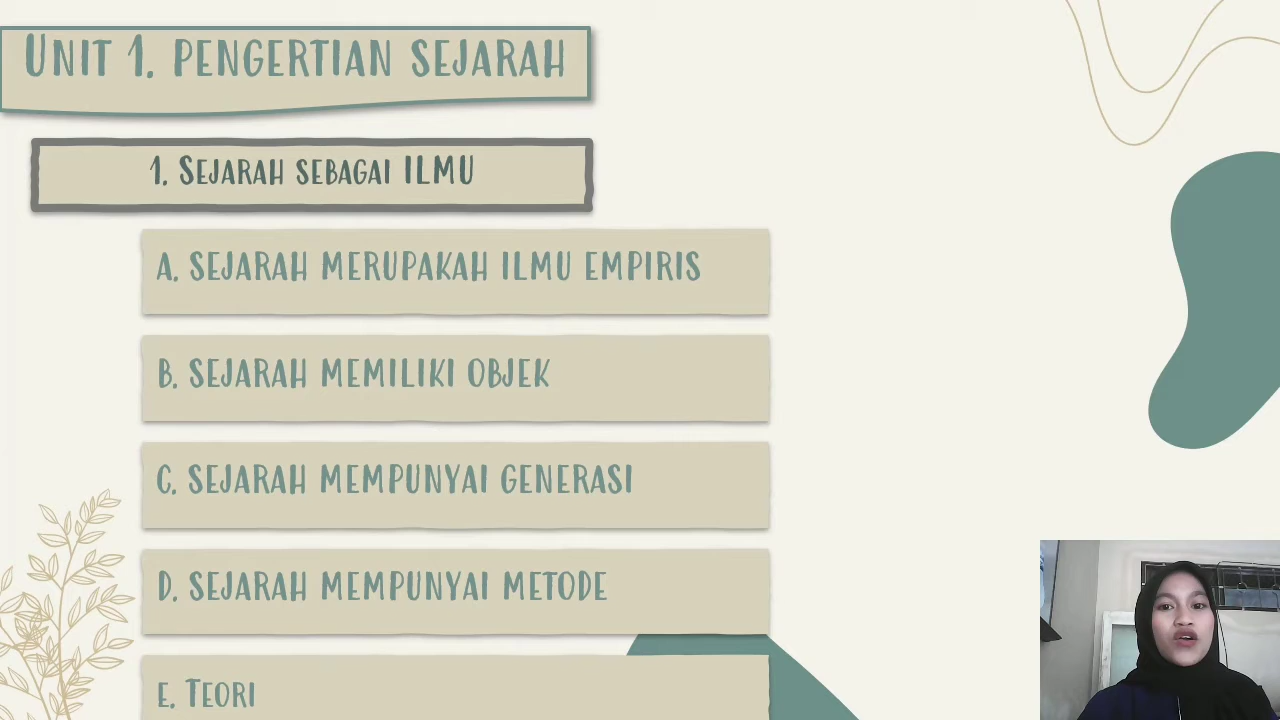 Unit 1. PENGERTIAN SEJARAH
1. Sejarah sebagai ILMU
A. SEJARAH MERUPAKAH ILMU EMPIRIS
B. SEJARAH MEMILIKI OBJEK
C. SEJARAH MEMPUNYAI GENERASI
D. SEJARAH MEMPUNYAI METODE
E. Teori